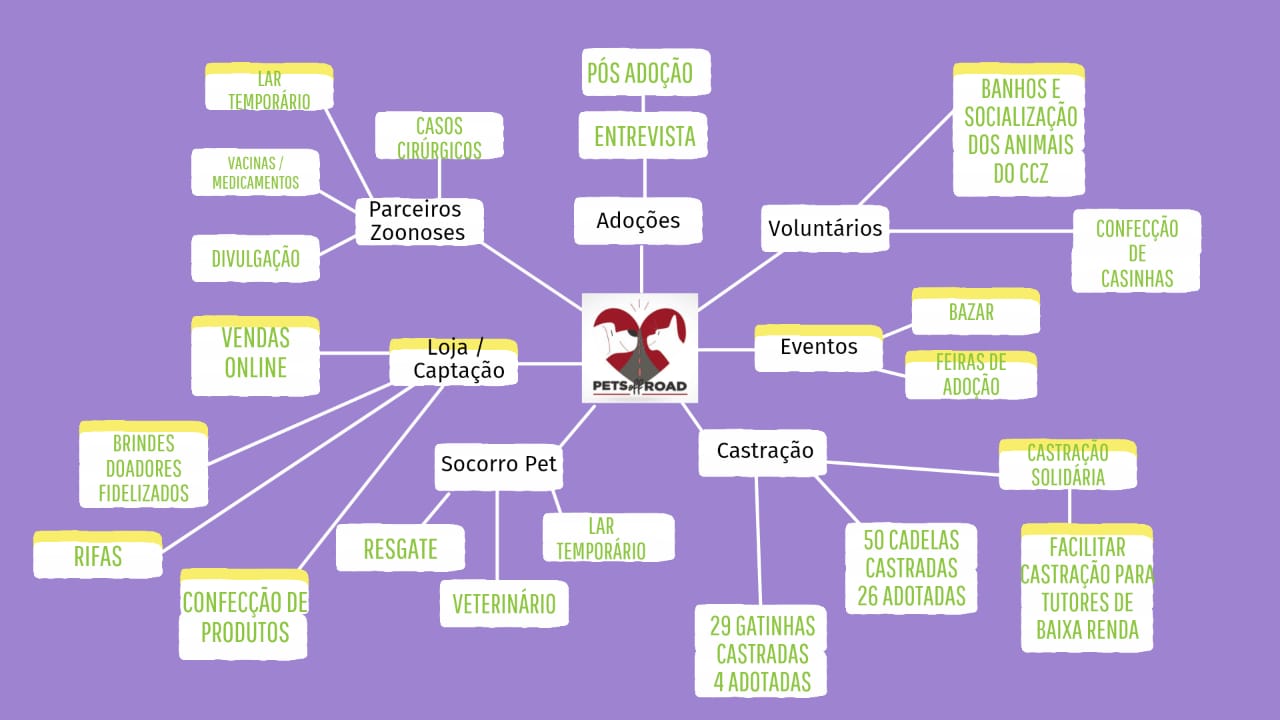 LAR
TEMPORÁRIO
CASOS
CIRÚRGICOS
VACINAS /
MEDICAMENTOS
Parceiros
Zoonoses
DIVULGAÇÃO
PÓS ADOÇÃO
ENTREVISTA
Adoções
BANHOS E
SOCIALIZAÇÃO
DOS ANIMAIS
DO CCZ
Voluntários
CONFECÇÃO
DE
CASINHAS
VENDAS
ONLINE
Loja /
Captação
PETS off ROAD
Eventos
BAZAR
FEIRAS DE
ADOÇÃO
BRINDES
DOADORES
FIDELIZADOS
RIFAS
CONFECÇÃO DE
PRODUTOS
Socorro Pet
RESGATE
VETERINÁRIO
LAR
TEMPORÁRIO
Castração
29 GATINHAS
CASTRADAS
4 ADOTADAS
50 CADELAS
CASTRADAS
26 ADOTADAS
CASTRAÇÃO
SOLIDÁRIA
FACILITAR
CASTRAÇÃO PARA
TUTORES DE
BAIXA RENDA